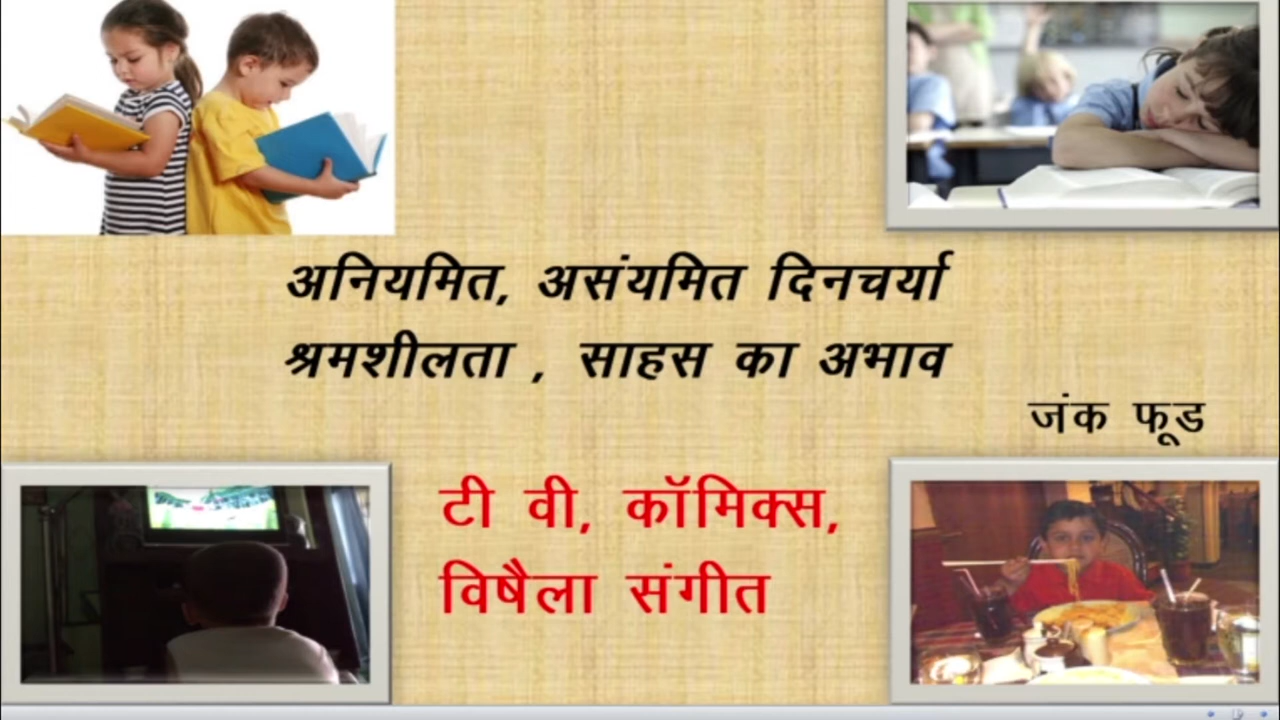 अनियमित, असंयमित दिनचर्या
श्रमशीलता , साहस का अभाव
जंक फूड
टी वी, कॉमिक्स,
विषैला संगीत